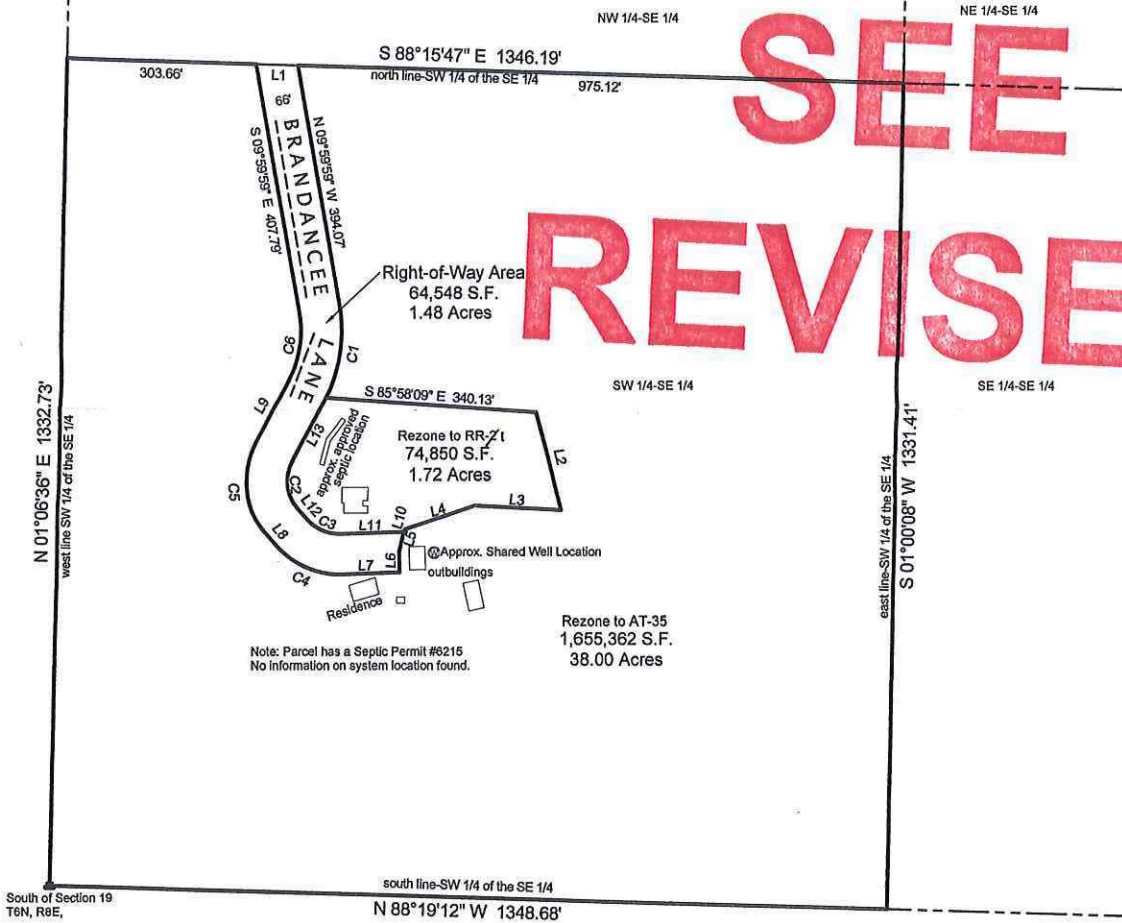 NW 1/4-SE 1/4
NE 1/4-SE 1/4
SEE
REVISE
S 88°15'47" E 1346.19'
303.66'
L1
north line-SW 1/4 of the SE 1/4
975.12'
66'
BRANDANCEE
LANE
S 09°59'59" E 407.79'
N 09°59'59" W 394.07'
Right-of-Way Area
64,548 S.F.
1.48 Acres
C6
C1
SW 1/4-SE 1/4
SE 1/4-SE 1/4
N 01°06'36" E 1332.73'
west line SW 1/4 of the SE 1/4
S 85°58'09" E 340.13'
L9
L13
approx. approved
septic location
Rezone to RR-2
74,850 S.F.
1.72 Acres
L2
S 01°00'08" W 1331.41'
east line-SW 1/4 of the SE 1/4
C5
C2
L12
C3
L11
L10
L4
L3
L8
L5
L6
L7
C4
Approx. Shared Well Location
outbuildings
Residence
Rezone to AT-35
1,655,362 S.F.
38.00 Acres
Note: Parcel has a Septic Permit #6215
No information on system location found.
south line-SW 1/4 of the SE 1/4
N 88°19'12" W 1348.68'
South of Section 19
T6N, R8E,